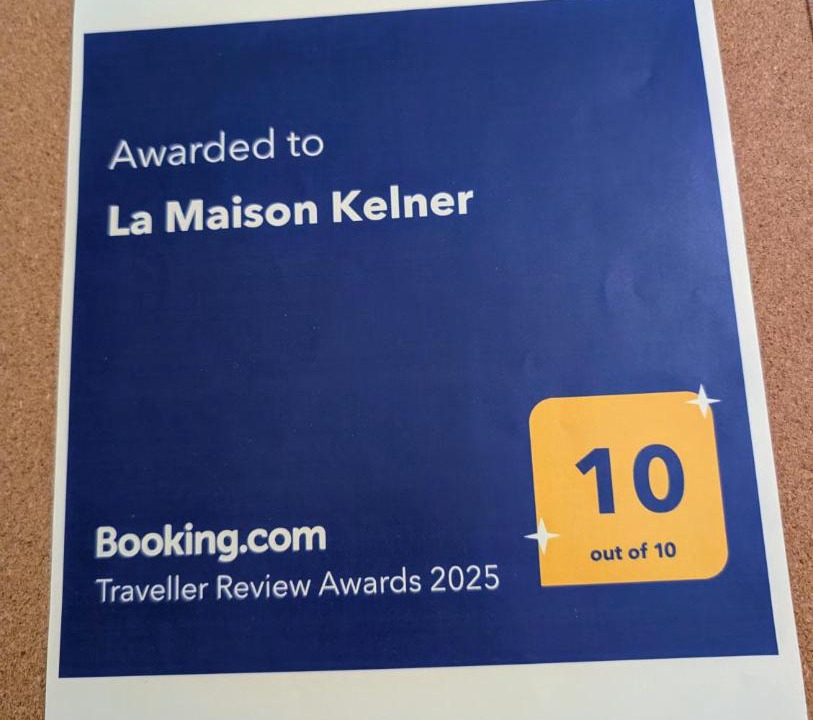 Awarded to
La Maison Kelner
10
out of 10
Booking.com
Traveller Review Awards 2025